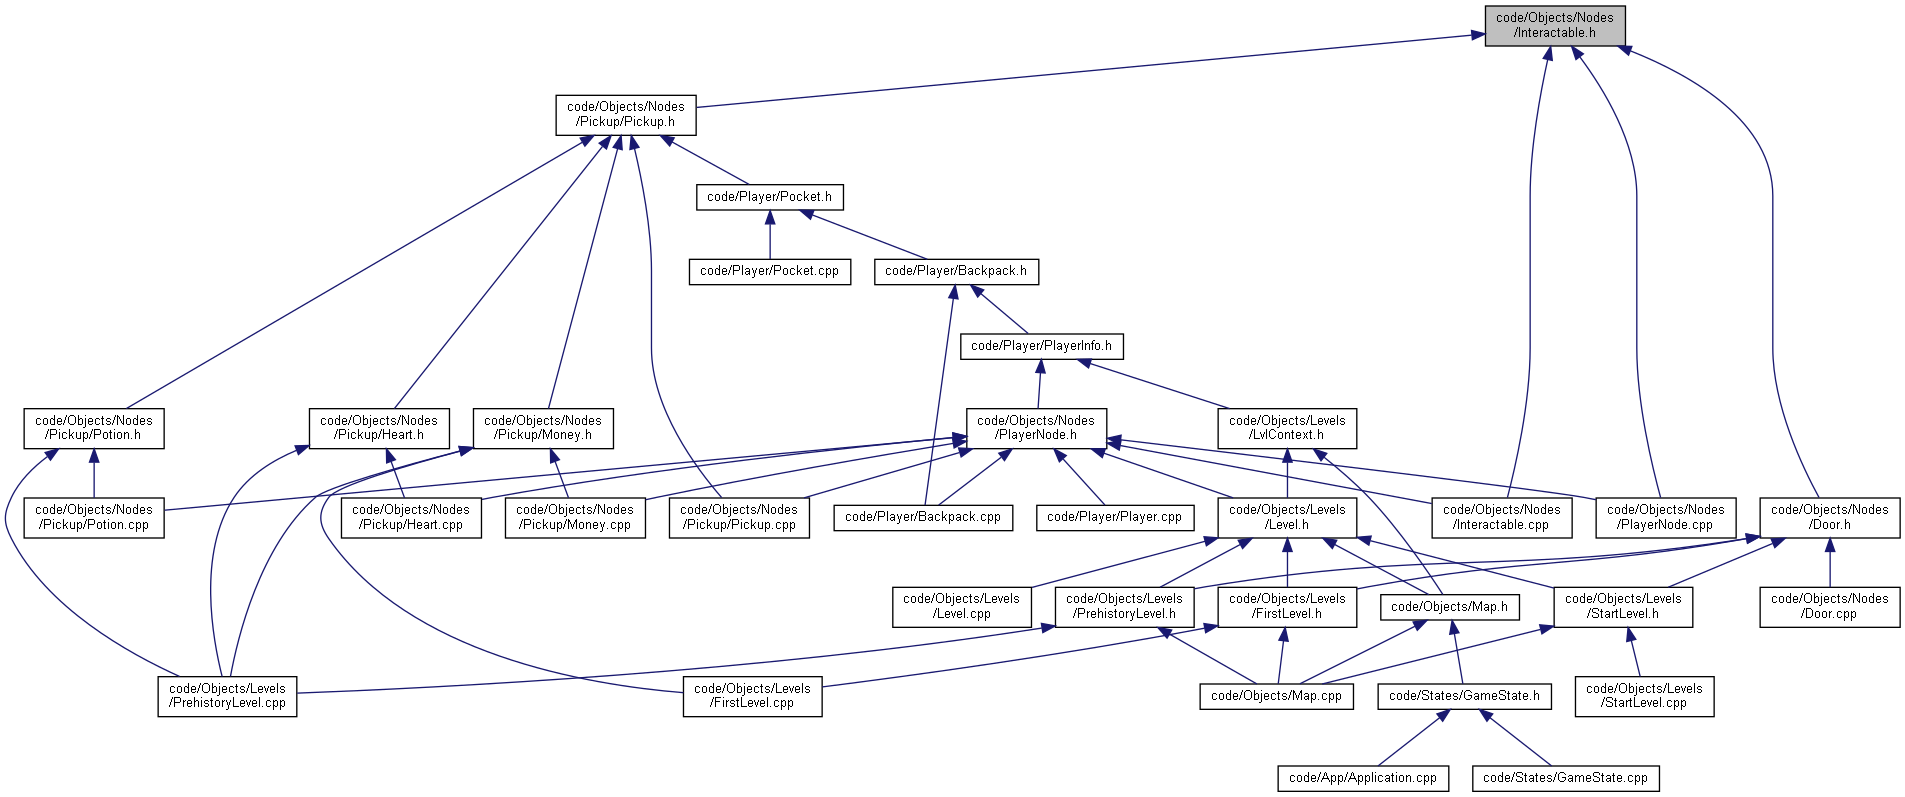 code/Objects/Nodes
/Interactable.h
code/Objects/Nodes
/Pickup/Pickup.h
code/Player/Pocket.h
code/Player/Pocket.cpp
code/Player/Backpack.h
code/Player/PlayerInfo.h
code/Objects/Nodes
/Pickup/Potion.h
code/Objects/Nodes
/Pickup/Heart.h
code/Objects/Nodes
/Pickup/Money.h
code/Objects/Nodes
/PlayerNode.h
code/Objects/Levels
/LvlContext.h
code/Objects/Nodes
/Pickup/Potion.cpp
code/Objects/Nodes
/Pickup/Heart.cpp
code/Objects/Nodes
/Pickup/Money.cpp
code/Objects/Nodes
/Pickup/Pickup.cpp
code/Player/Backpack.cpp
code/Player/Player.cpp
code/Objects/Levels
/Level.h
code/Objects/Nodes
/Interactable.cpp
code/Objects/Nodes
/PlayerNode.cpp
code/Objects/Nodes
/Door.h
code/Objects/Levels
/Level.cpp
code/Objects/Levels
/PrehistoryLevel.h
code/Objects/Levels
/FirstLevel.h
code/Objects/Map.h
code/Objects/Levels
/StartLevel.h
code/Objects/Nodes
/Door.cpp
code/Objects/Levels
/PrehistoryLevel.cpp
code/Objects/Levels
/FirstLevel.cpp
code/Objects/Map.cpp
code/States/GameState.h
code/Objects/Levels
/StartLevel.cpp
code/App/Application.cpp
code/States/GameState.cpp